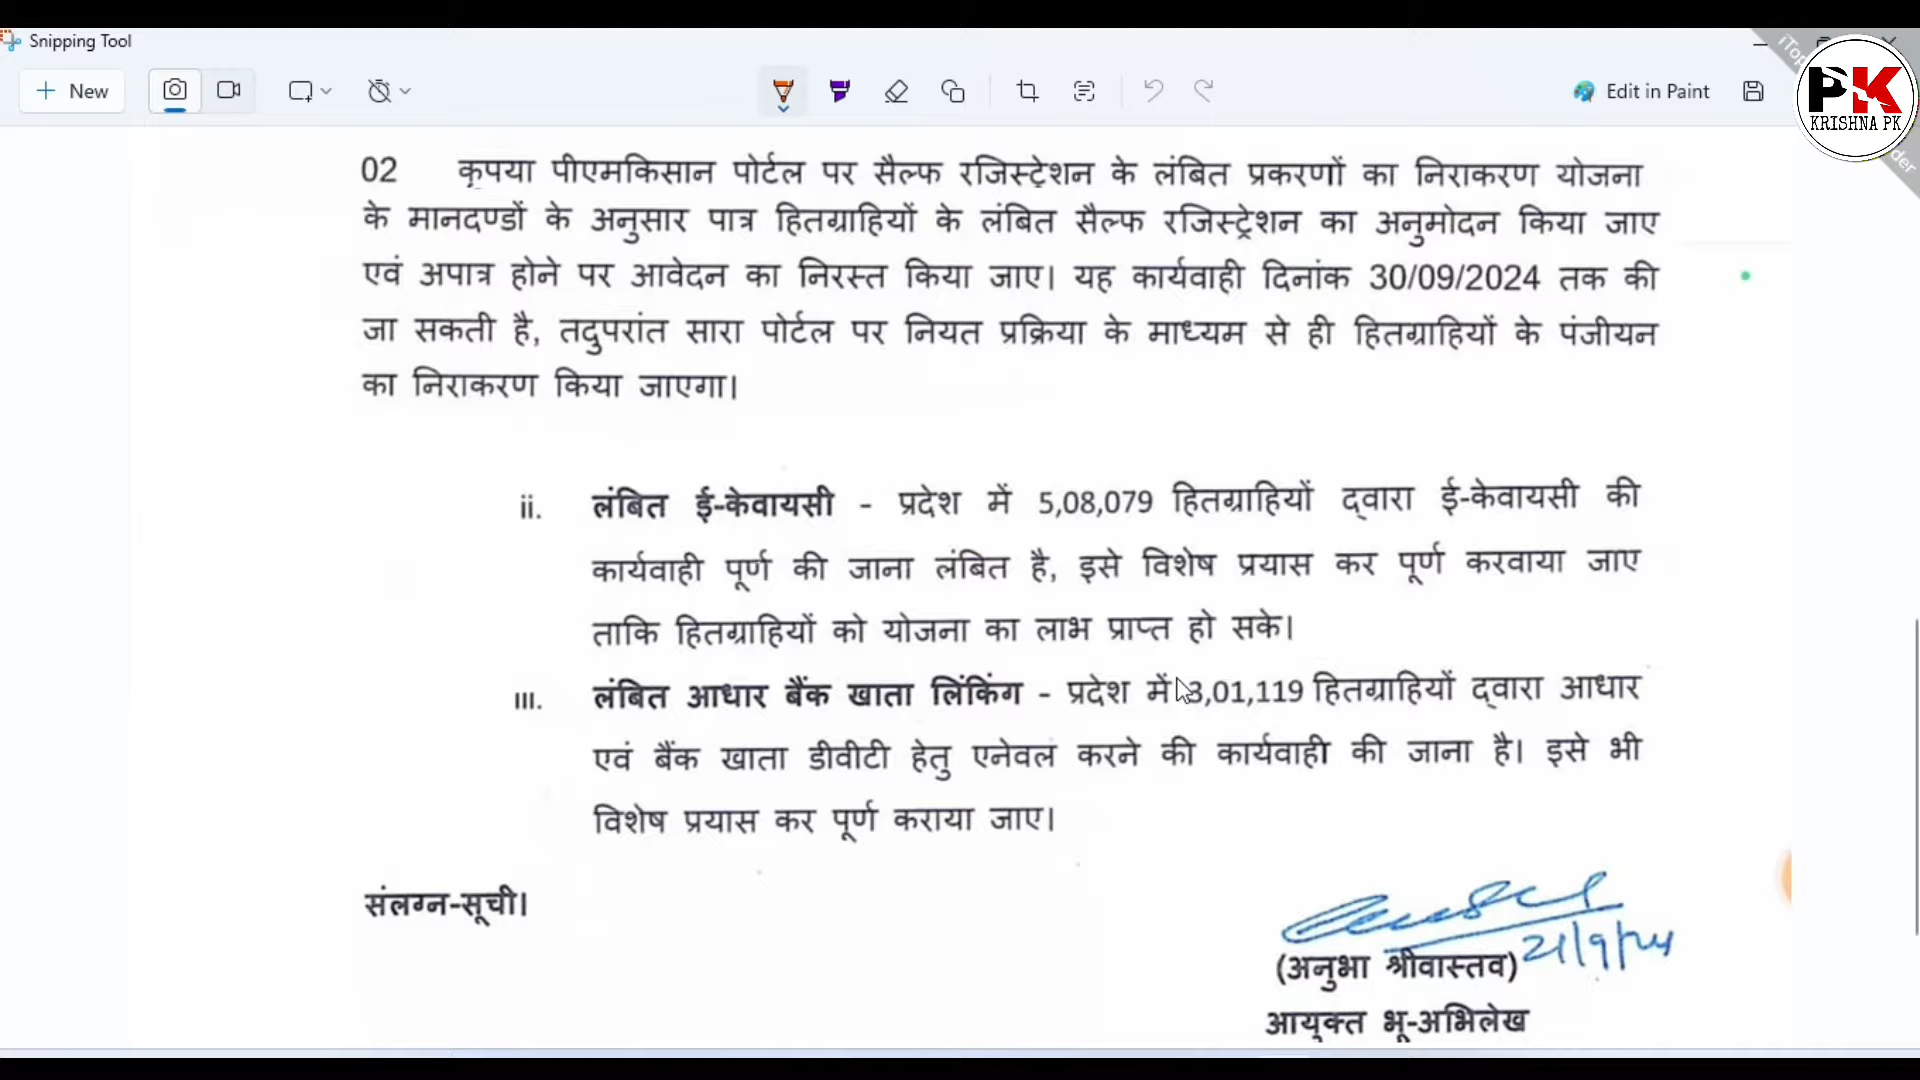 Snipping Tool
New
Edit in Paint
PK
KRISHNA PK
iTop
der
02 कृपया पीएमकिसान पोर्टल पर सैल्फ रजिस्ट्रेशन के लंबित प्रकरणों का निराकरण योजना
के मानदण्डों के अनुसार पात्र हितग्राहियों के लंबित सैल्फ रजिस्ट्रेशन का अनुमोदन किया जाए
एवं अपात्र होने पर आवेदन का निरस्त किया जाए। यह कार्यवाही दिनांक 30/09/2024 तक की
जा सकती है, तदुपरांत सारा पोर्टल पर नियत प्रक्रिया के माध्यम से ही हितग्राहियों के पंजीयन
का निराकरण किया जाएगा।
ii. लंबित ई-केवायसी - प्रदेश में 5,08,079 हितग्राहियों द्वारा ई-केवायसी की
कार्यवाही पूर्ण की जाना लंबित है, इसे विशेष प्रयास कर पूर्ण करवाया जाए
ताकि हितग्राहियों को योजना का लाभ प्राप्त हो सके।
iii. लंबित आधार बैंक खाता लिंकिंग - प्रदेश में 3,01,119 हितग्राहियों द्वारा आधार
एवं बैंक खाता डीवीटी हेतु एनेवल करने की कार्यवाही की जाना है। इसे भी
विशेष प्रयास कर पूर्ण कराया जाए।
संलग्न-सूची।
(अनुभा श्रीवास्तव)
आयुक्त भू-अभिलेख